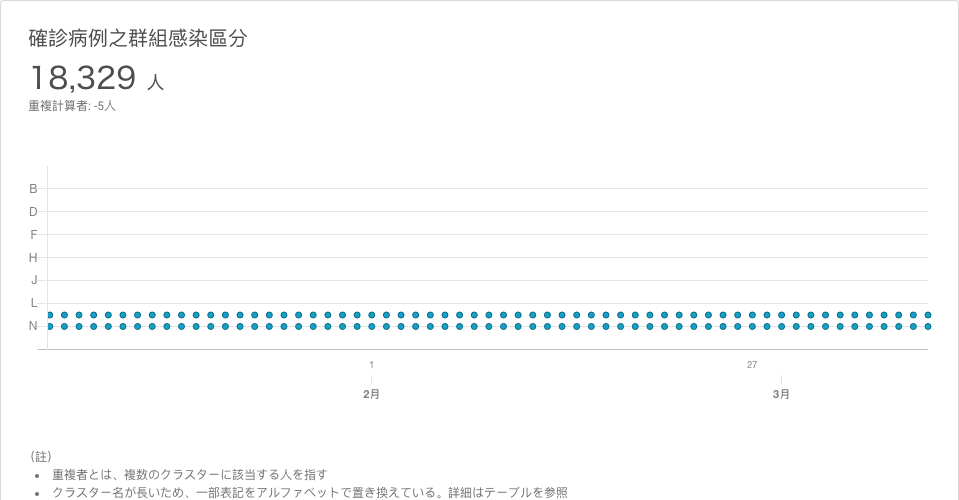 確診病例之群組感染區分
18,329 人
重複計算者: -5人
B
D
F
H
J
L
N
1
27
2月
3月
(註)
• 重複者とは、複数のクラスターに該当する人を指す
• クラスター名が長いため、一部表記をアルファベットで置き換えている。詳細はテーブルを参照